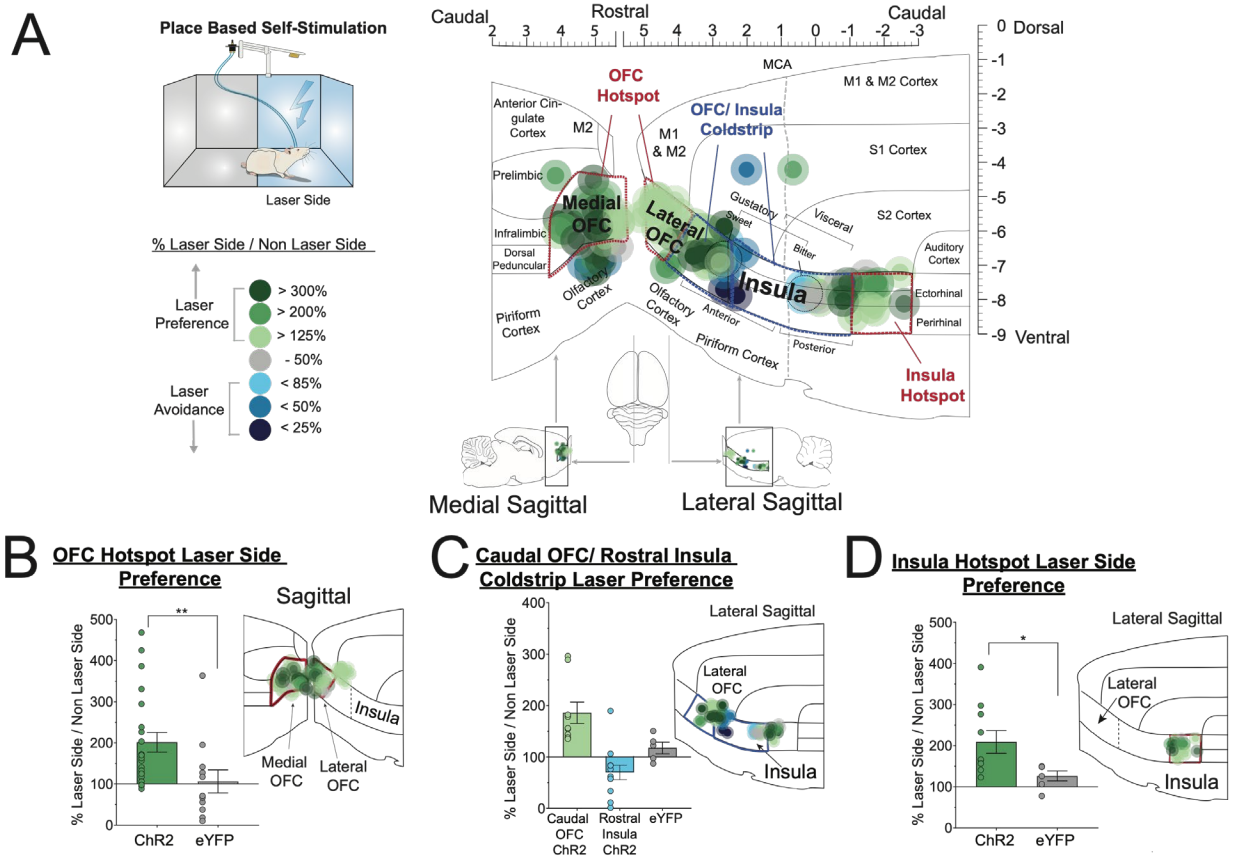 A
Place Based Self-Stimulation
Laser Side
% Laser Side / Non Laser Side
Laser
Preference
Laser
Avoidance
> 300%
> 200%
> 125%
- 50%
< 85%
< 50%
< 25%
Caudal
Rostral
Caudal
2 3 4 5 5 4 3 2 1 0 -1 -2 -3
0 Dorsal
-1
-2
-3
-4
-5
-6
-7
-8
-9 Ventral
MCA
OFC
Hotspot
OFC/ Insula
Coldstrip
M1 & M2 Cortex
Anterior Cin-
gulate
Cortex
M2
M1
& M2
S1 Cortex
Prelimbic
Medial
OFC
Lateral
OFC
Gustatory
Sweet
Visceral
Bitter
S2 Cortex
Infralimbic
Dorsal
Peduncular
Auditory
Cortex
Insula
Ectorhinal
Perirhinal
Olfactory
Cortex
Olfactory
Cortex
Anterior
Posterior
Piriform
Cortex
Piriform Cortex
Insula
Hotspot
Medial Sagittal
Lateral Sagittal
B
OFC Hotspot Laser Side
Preference
Sagittal
% Laser Side / Non Laser Side
500
400
300
200
100
0
**
ChR2
eYFP
Medial
OFC
Lateral
OFC
Insula
C
Caudal OFC/ Rostral Insula
Coldstrip Laser Preference
Lateral Sagittal
% Laser Side / Non Laser Side
400
300
200
100
0
Caudal
OFC
ChR2
Rostral
Insula
ChR2
eYFP
Lateral
OFC
Insula
D
Insula Hotspot Laser Side
Preference
Lateral Sagittal
% Laser Side / Non Laser Side
500
400
300
200
100
0
*
ChR2
eYFP
Lateral
OFC
Insula